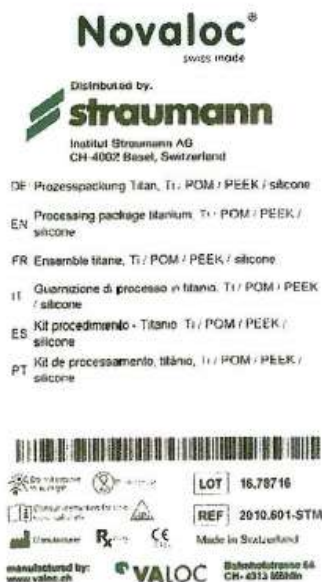 Novaloc®
swiss made
Distributed by:
straumann
Institut Straumann AG
CH-4002 Basel, Switzerland
DE Prozesspackung Titan, Ti / POM / PEEK / silicone
EN Processing package titanium, Ti / POM / PEEK /
silicone
FR Ensemble titane, Ti / POM / PEEK / silicone
IT Guarnizione di processo in titanio, Ti / POM / PEEK
/ silicone
ES Kit procedimiento - Titanio Ti / POM / PEEK /
silicone
PT Kit de processamento, titânio, Ti / POM / PEEK /
silicone
LOT 16.78716
REF 2010.601-STM
Rx
CE
Made in Switzerland
manufactured by:
www.valoc.ch
VALOC
Bahnhofstrasse 64
CH-4313 Möhlin